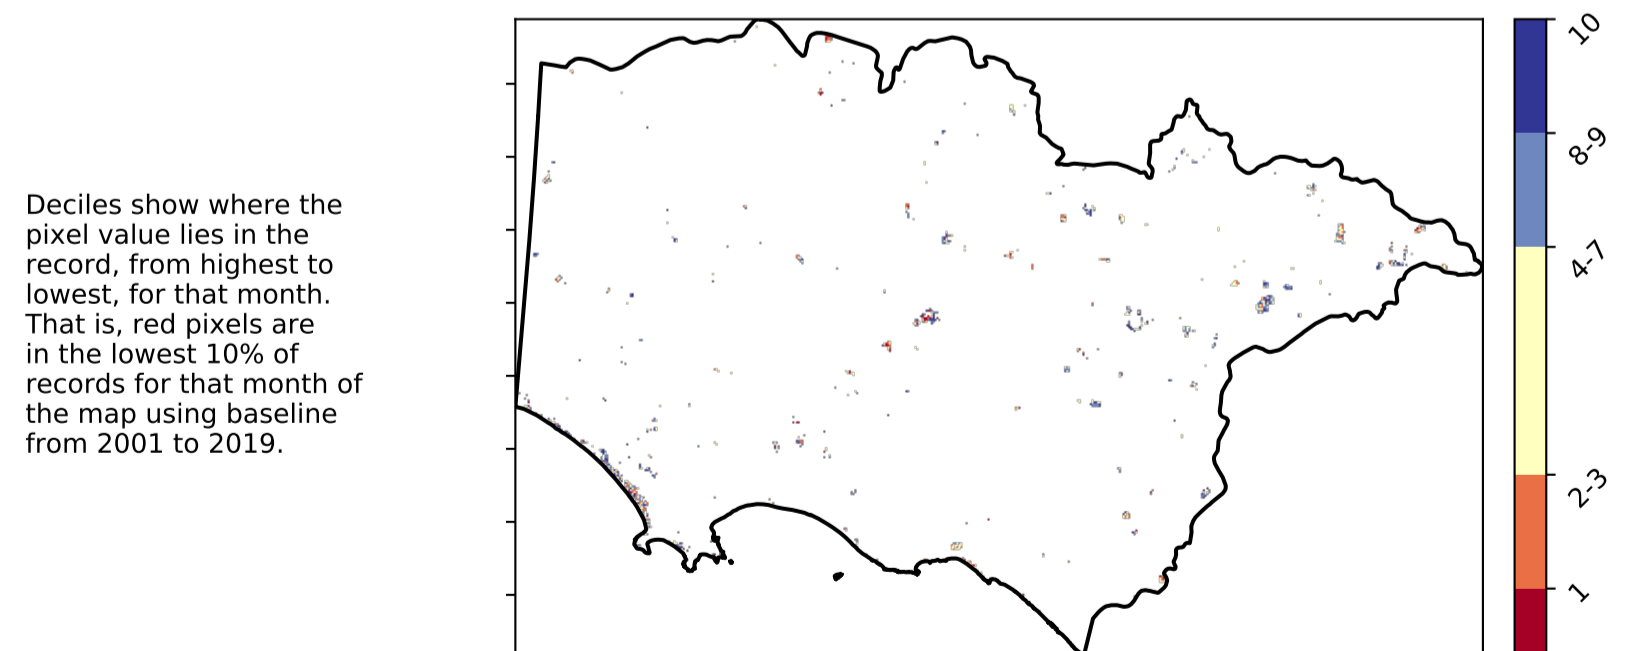 Deciles show where the
pixel value lies in the
record, from highest to
lowest, for that month.
That is, red pixels are
in the lowest 10% of
records for that month of
the map using baseline
from 2001 to 2019.
10
8-9
4-7
2-3
1